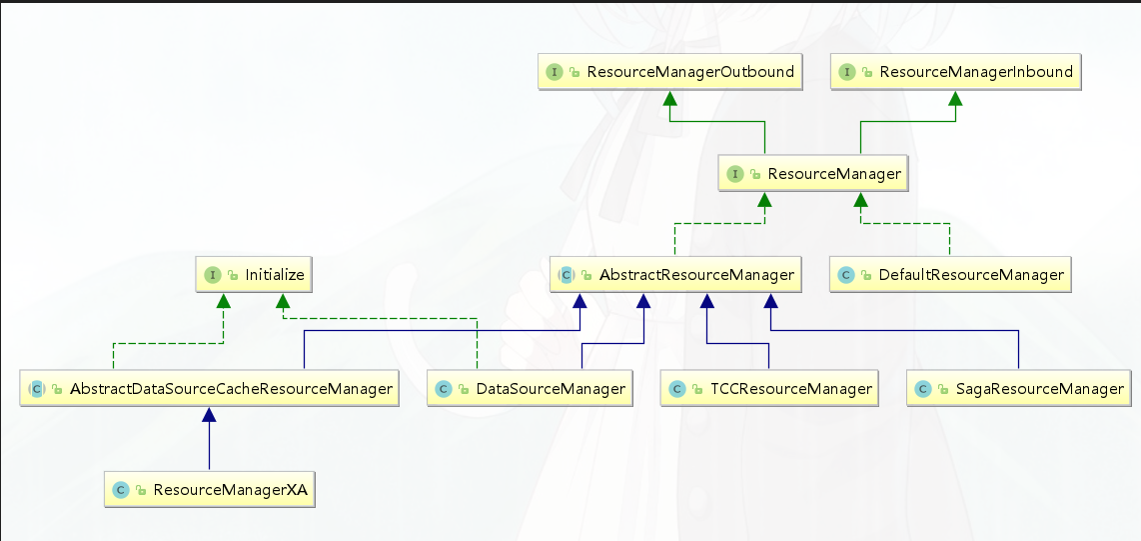 ResourceManagerOutbound
ResourceManagerInbound
ResourceManager
Initialize
AbstractResourceManager
DefaultResourceManager
AbstractDataSourceCacheResourceManager
DataSourceManager
TCCResourceManager
SagaResourceManager
ResourceManagerXA